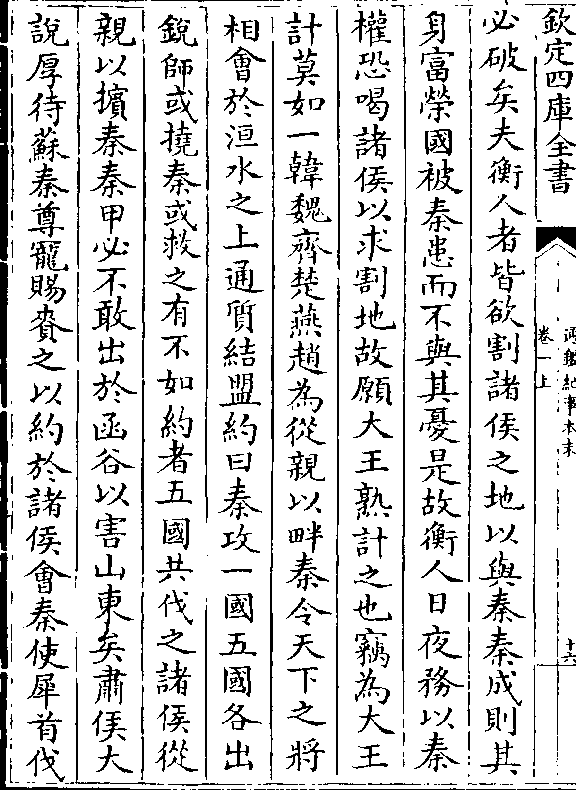 欽定四庫全書
通鑑紀事本末
卷一上
十六
必破矣夫衡人者皆欲割諸侯之地以與秦秦成則其
身富榮國被秦患而不與其憂是故衡人日夜務以秦
權恐喝諸侯以求割地故願大王熟計之也竊為大王
計莫如一韓魏齊楚燕趙為從親以畔秦令天下之將
相會於洹水之上通質結盟約曰秦攻一國五國各出
銳師或撓秦或救之有不如約者五國共伐之諸侯從
親以擯秦秦甲必不敢出於函谷以害山東矣肅侯大
說厚待蘇秦尊寵賜賚之以約於諸侯會秦使犀首伐